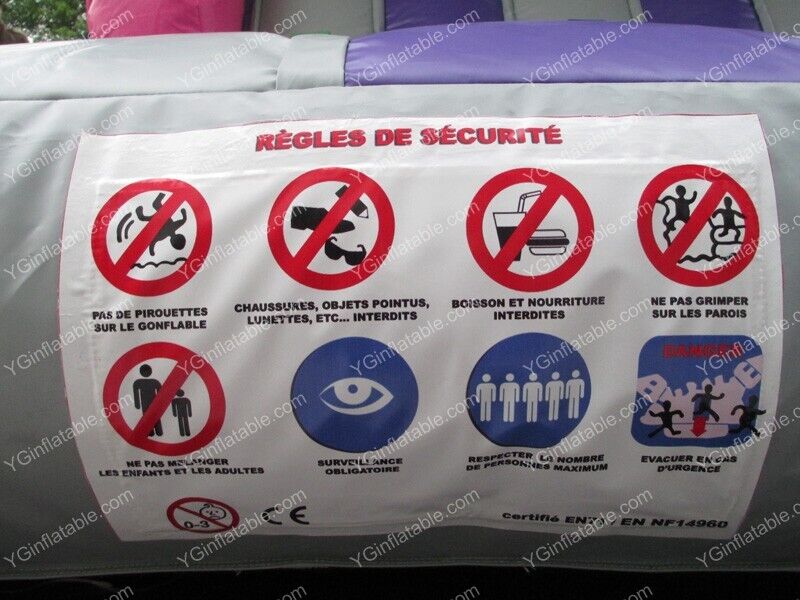 RÈGLES DE SÉCURITÉ
PAS DE PIROUETTES
SUR LE GONFLABLE
CHAUSSURES, OBJETS POINTUS,
LUNETTES, ETC... INTERDITS
BOISSON ET NOURRITURE
INTERDITES
NE PAS GRIMPER
SUR LES PAROIS
NE PAS MELANGER
LES ENFANTS ET LES ADULTES
SURVEILLANCE
OBLIGATOIRE
RESPECTER LE NOMBRE
DE PERSONNES MAXIMUM
DANGER
EVACUER EN CAS
D'URGENCE
0-3
CE
Certifié EN71 / EN NF14960
YGinflatable.com